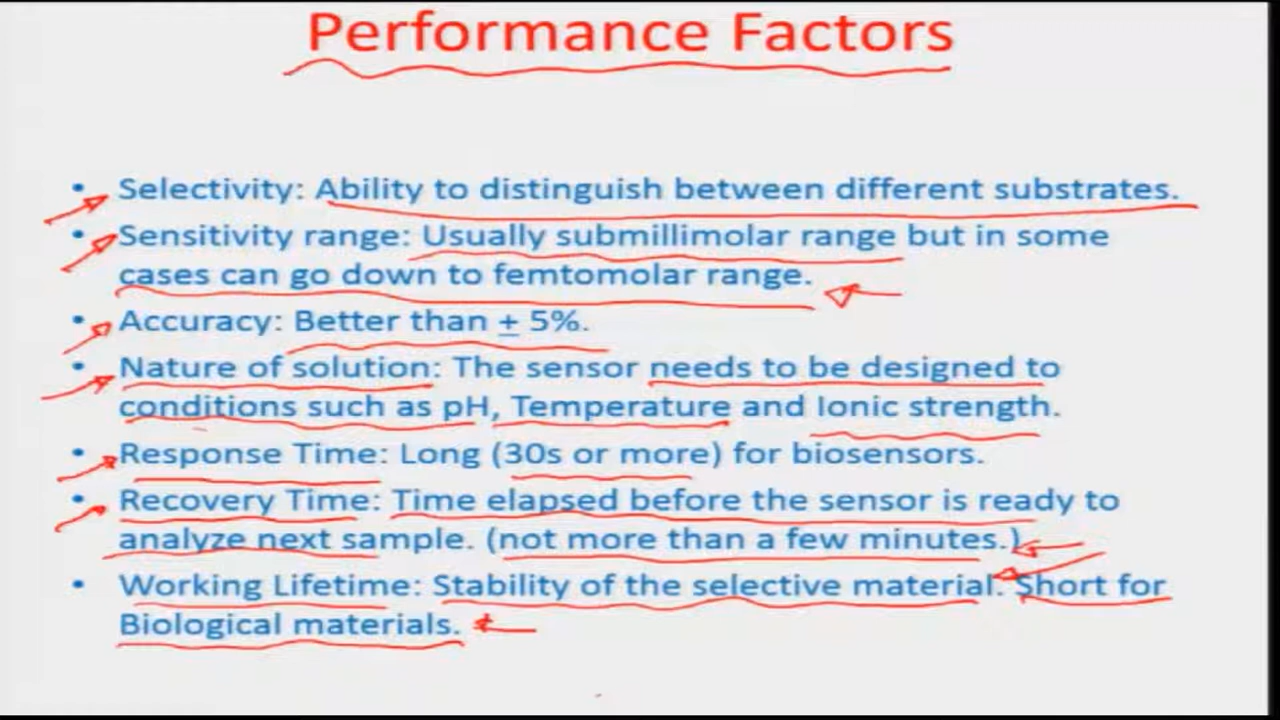 Performance Factors
• Selectivity: Ability to distinguish between different substrates.
• Sensitivity range: Usually submillimolar range but in some
cases can go down to femtomolar range.
• Accuracy: Better than ± 5%.
• Nature of solution: The sensor needs to be designed to
conditions such as pH, Temperature and Ionic strength.
• Response Time: Long (30s or more) for biosensors.
• Recovery Time: Time elapsed before the sensor is ready to
analyze next sample. (not more than a few minutes.)
• Working Lifetime: Stability of the selective material. Short for
Biological materials.